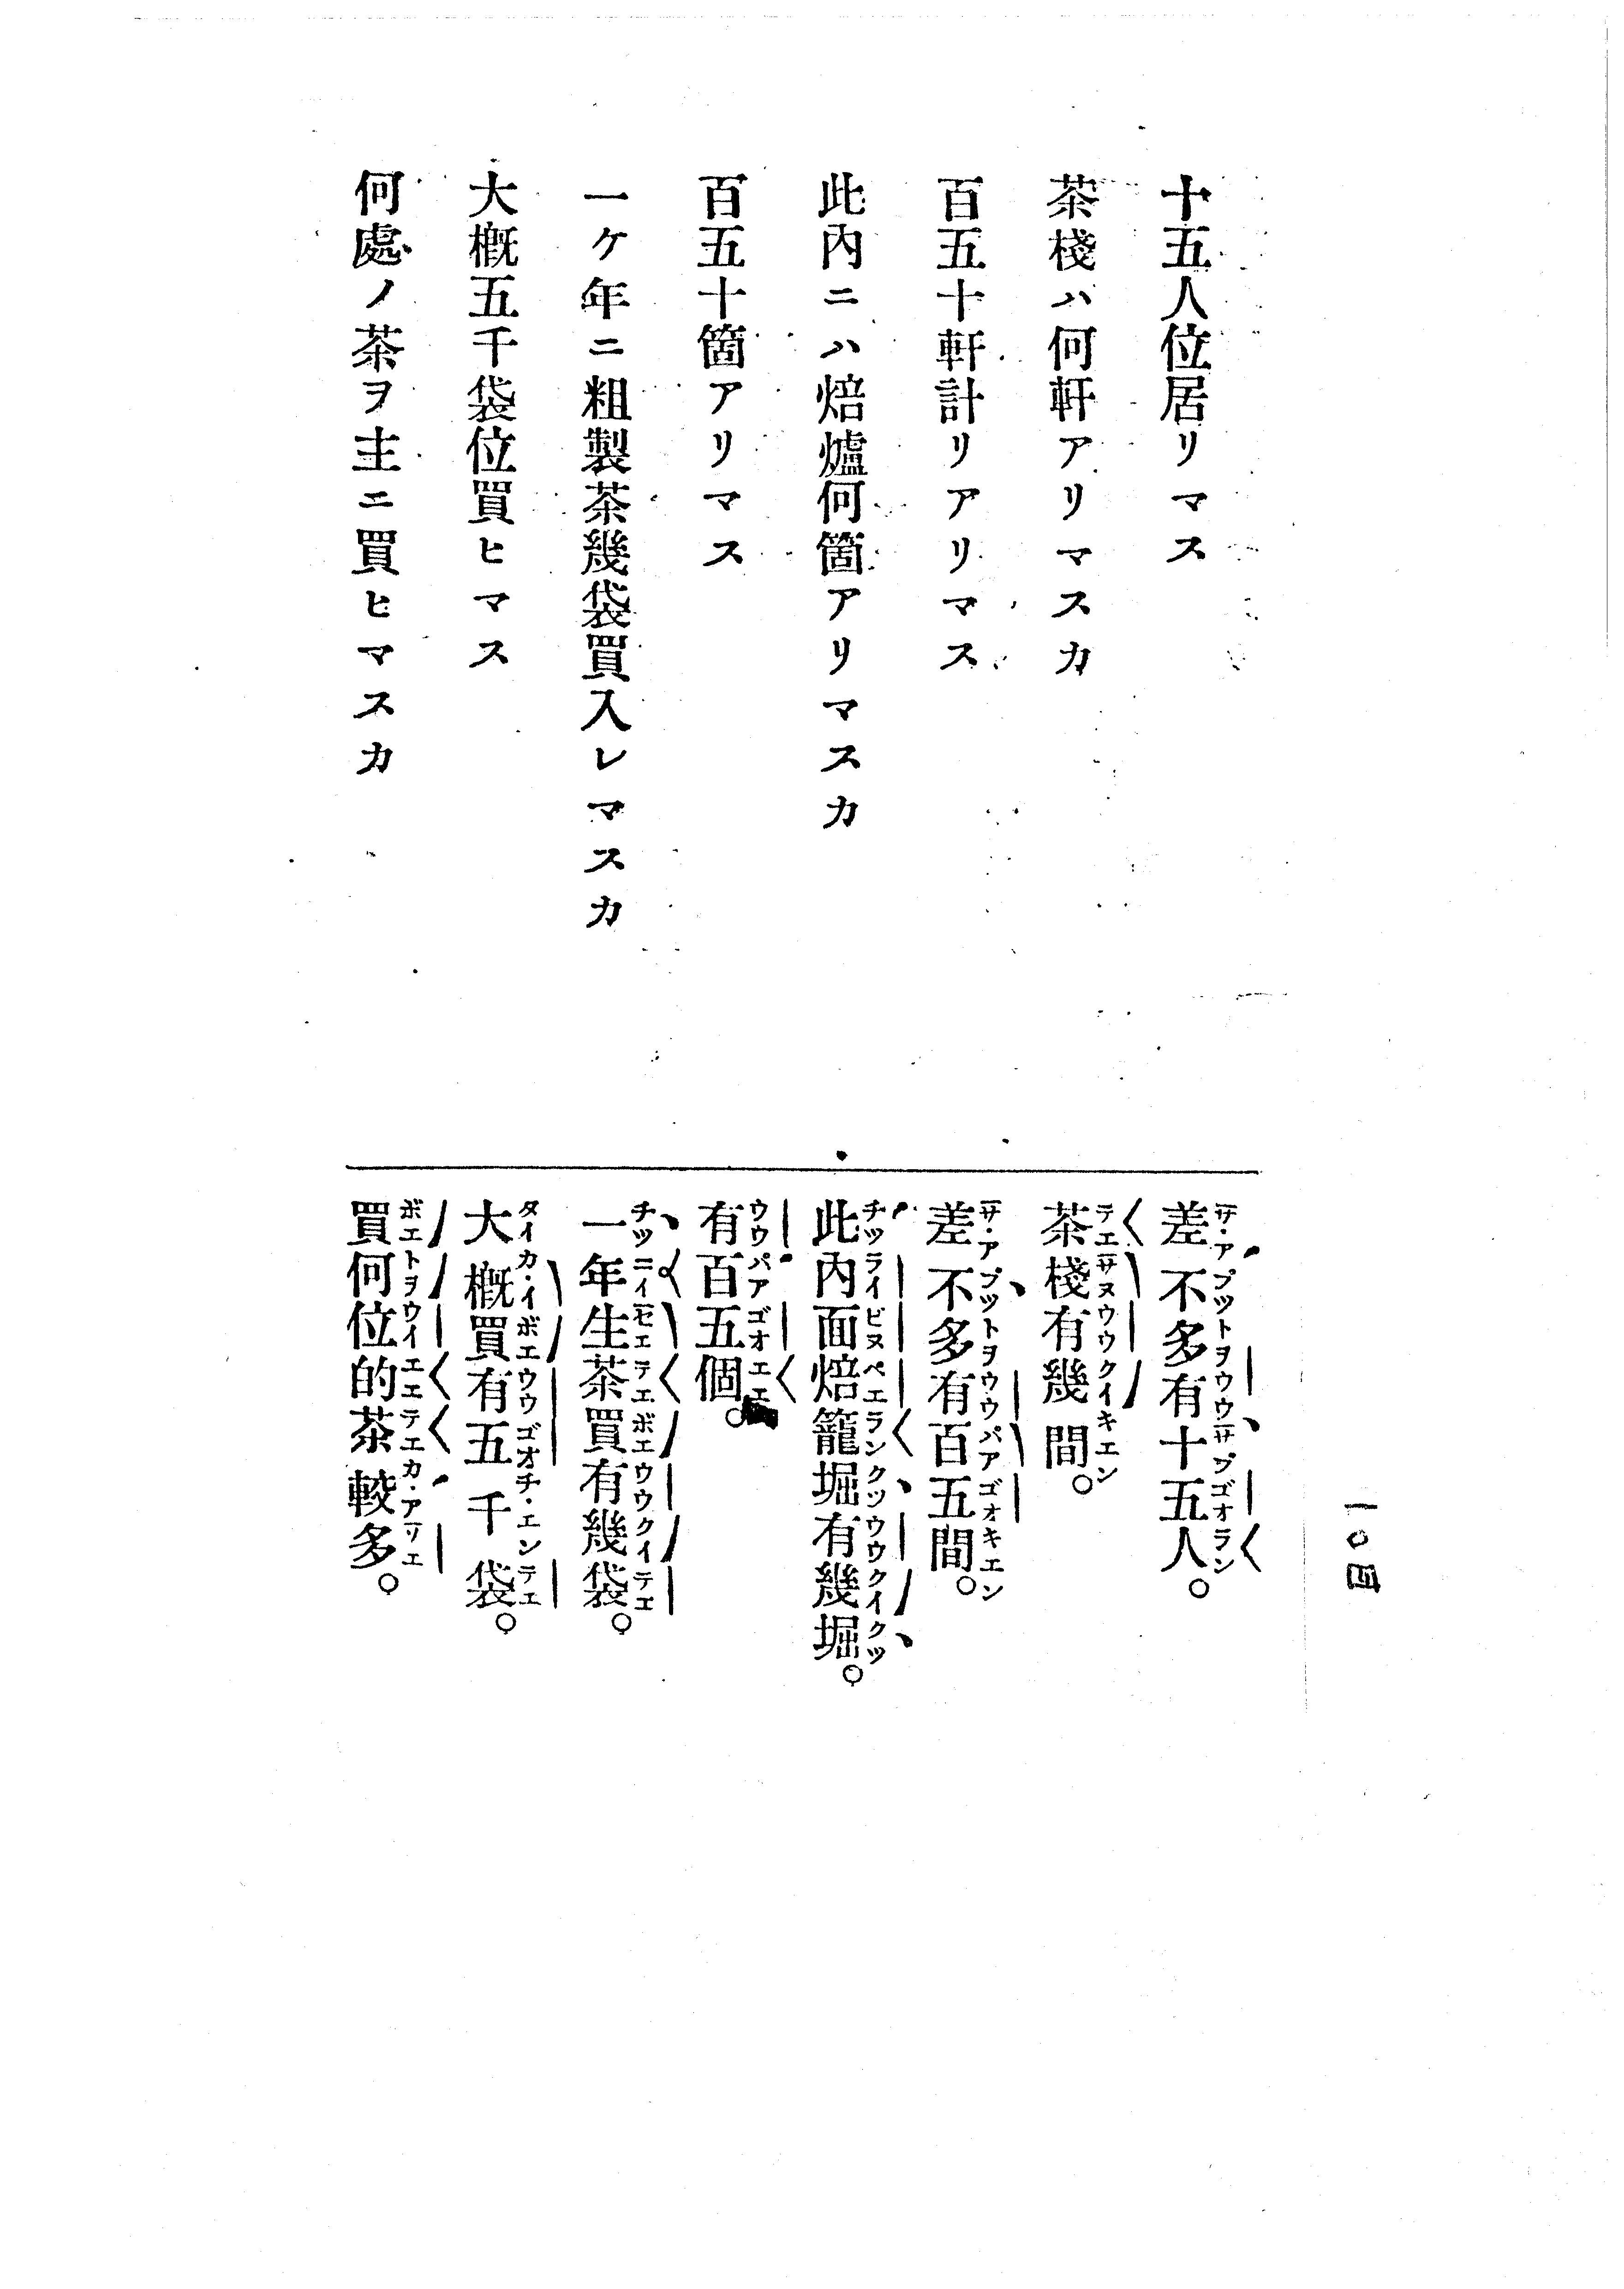 十五人位居リマス
茶棧ハ何軒アリマスカ
百五十軒計リアリマス
此內ニハ焙爐何箇アリマスカ
百五十箇アリマス
一ケ年ニ粗製茶幾袋買入レマスカ
大概五千袋位買ヒマス
何處ノ茶ヲ主ニ買ヒマスカ
差不多有十五人。
茶棧有幾間。
差不多有百五間。
此內面焙籠堀有幾堀。
有百五個。
一年生茶買有幾袋。
大概買有五千袋。
買何位的茶較多。
一〇四